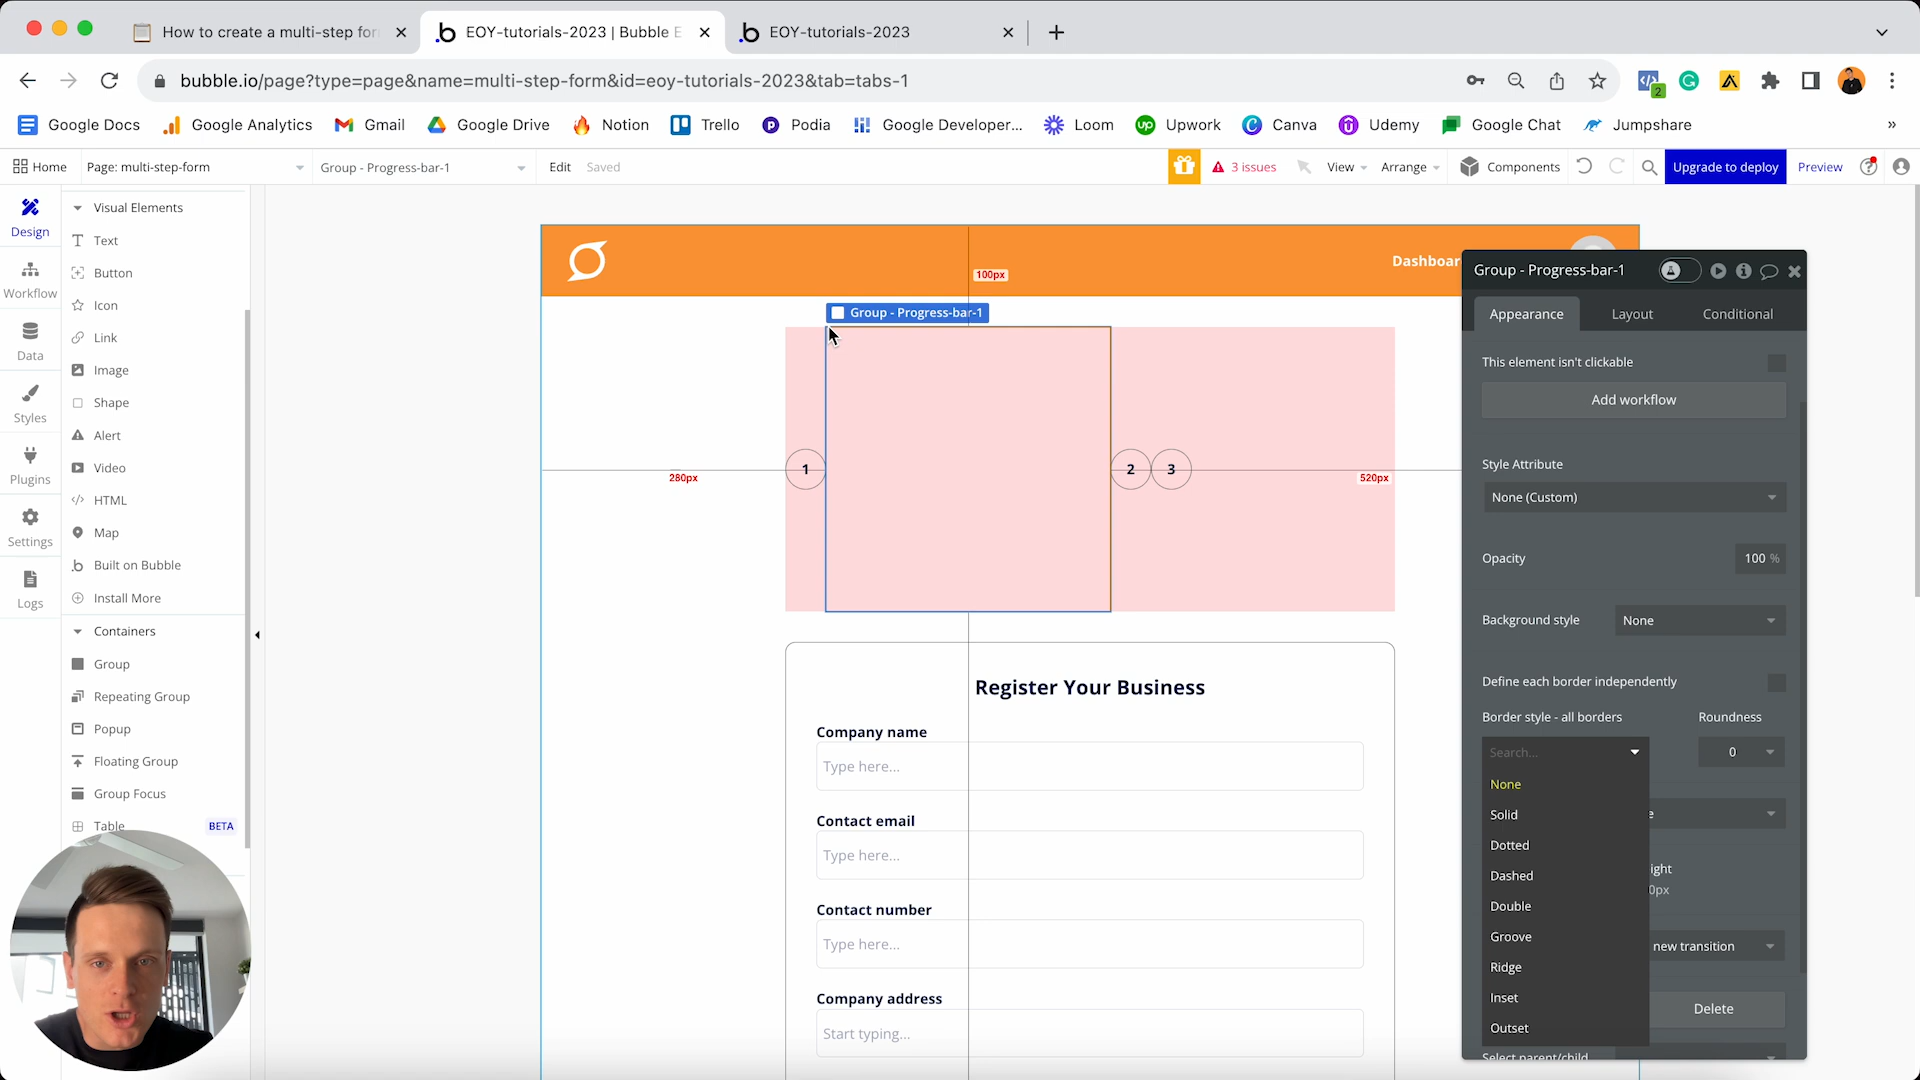 How to create a multi-step for
EOY-tutorials-2023 | Bubble E
EOY-tutorials-2023
bubble.io/page?type=page&name=multi-step-form&id=eoy-tutorials-2023&tab=tabs-1
2
Google Docs
Google Analytics
Gmail
Google Drive
Notion
Trello
Podia
Google Developer...
Loom
Upwork
Canva
Udemy
Google Chat
Jumpshare
»
Home
Page: multi-step-form
Group - Progress-bar-1
Edit
Saved
3 issues
View
Arrange
Components
Upgrade to deploy
Preview
Design
Workflow
Data
Styles
Plugins
Settings
Logs
Visual Elements
Text
Button
Icon
Link
Image
Shape
Alert
Video
HTML
Map
Built on Bubble
Install More
Containers
Group
Repeating Group
Popup
Floating Group
Group Focus
Table
BETA
Dashboar
100px
Group - Progress-bar-1
1
2
3
280px
520px
Register Your Business
Company name
Type here...
Contact email
Type here...
Contact number
Type here...
Company address
Start typing...
Group - Progress-bar-1
Appearance
Layout
Conditional
This element isn't clickable
Add workflow
Style Attribute
None (Custom)
Opacity
100 %
Background style
None
Define each border independently
Border style - all borders
Roundness
Search...
0
None
Solid
Dotted
Dashed
Double
Groove
Ridge
Inset
Outset
e
ight
0px
new transition
Delete
Select parent/child